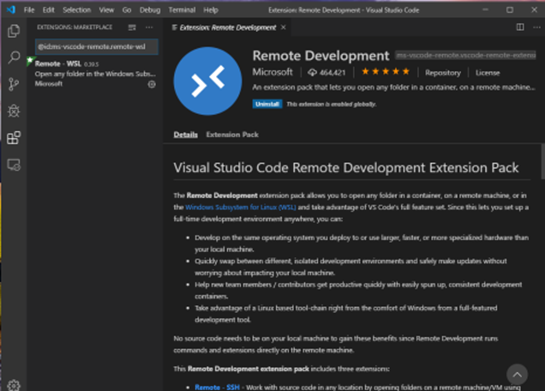 File Edit View Go Debug Terminal Help Extension: Remote Development - Visual Studio Code
EXTENSIONS: MARKETPLACE
@id:ms-vscode-remote.remote-wsl
Remote - WSL 0.39.5
Open any folder in the Windows Subs...
Microsoft
Extension: Remote Development
Remote Development ms-vscode-remote.vscode-remote-extens
Microsoft 464,421 Repository License
An extension pack that lets you open any folder in a container, on a remote machine...
Uninstall This extension is enabled globally.
Details Extension Pack
Visual Studio Code Remote Development Extension Pack
The Remote Development extension pack allows you to open any folder in a container, on a remote machine, or in
the Windows Subsystem for Linux (WSL) and take advantage of VS Code's full feature set. Since this lets you set up a
full-time development environment anywhere, you can:
• Develop on the same operating system you deploy to or use larger, faster, or more specialized hardware than
your local machine.
• Quickly swap between different, isolated development environments and safely make updates without
worrying about impacting your local machine.
• Help new team members / contributors get productive quickly with easily spun up, consistent
development containers.
• Take advantage of a Linux based tool-chain right from the comfort of Windows from a full-featured
development tool.
No source code needs to be on your local machine to gain these benefits since Remote Development runs
commands and extensions directly on the remote machine.
This Remote Development extension pack includes three extensions:
• Remote - SSH - Work with source code in any location by opening folders on a remote machine/VM using